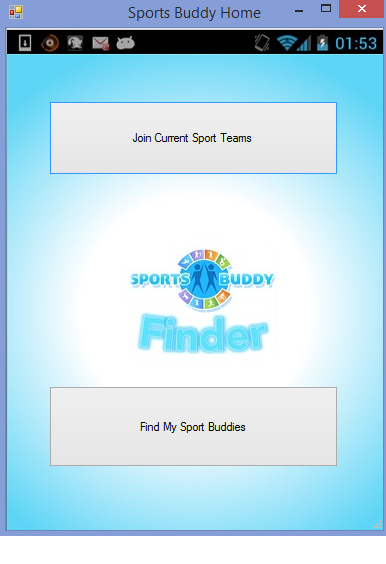 Sports Buddy Home
01:53
Join Current Sport Teams
SPORTS BUDDY
Finder
Find My Sport Buddies